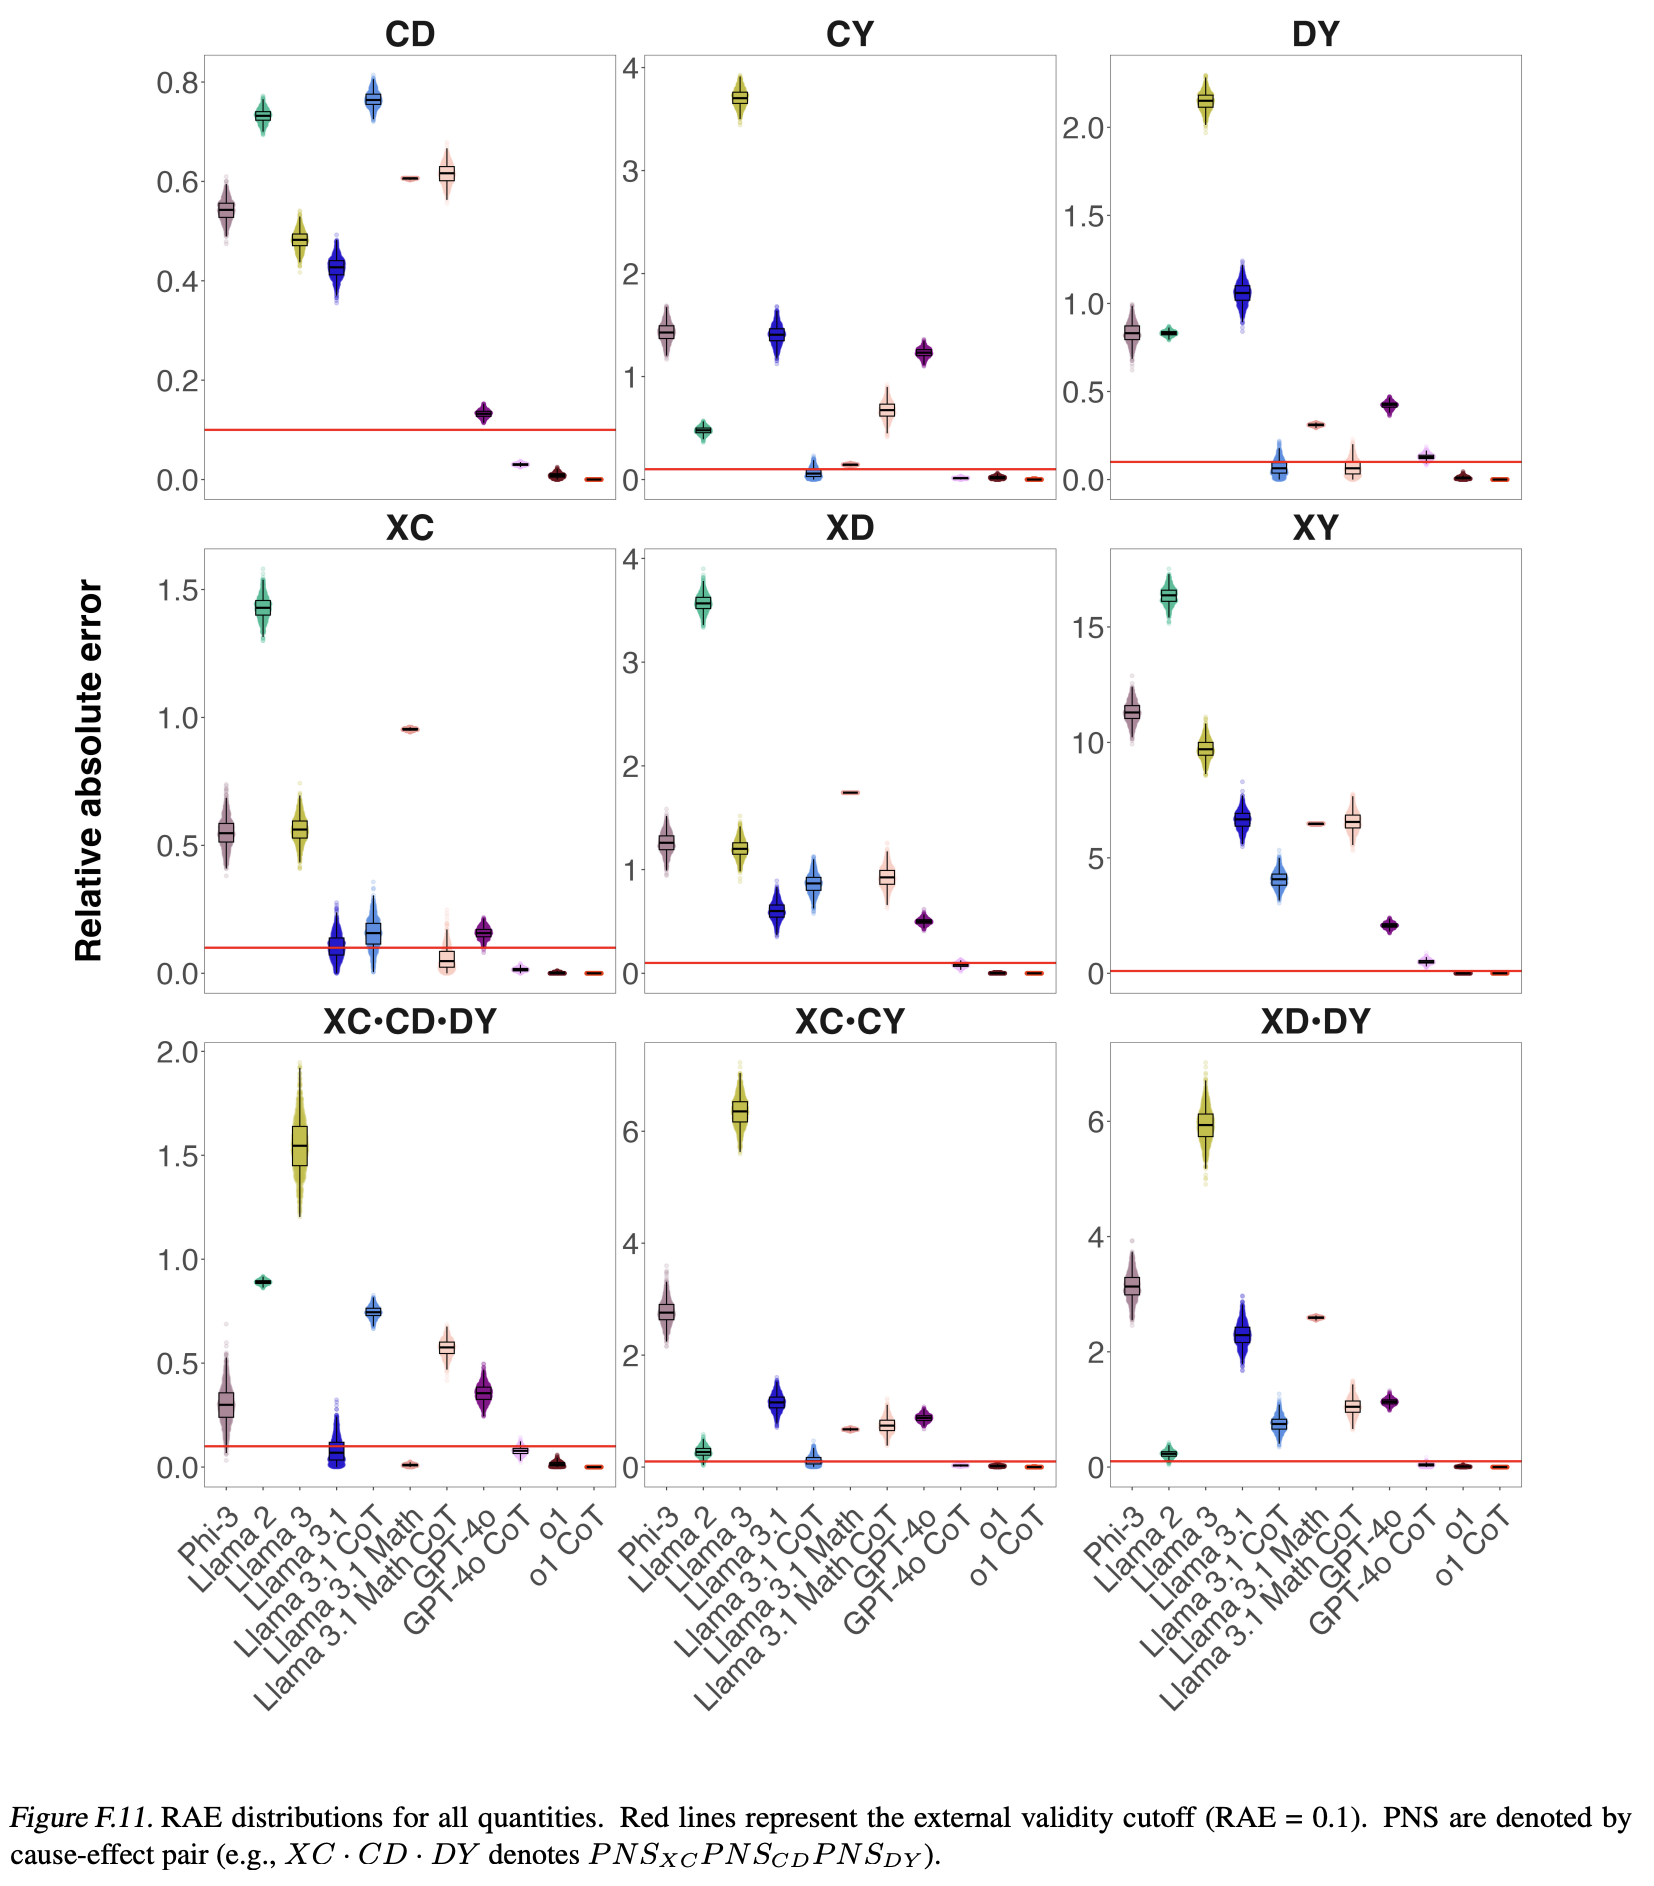 CD
CY
DY
0.8
0.6
0.4
0.2
0.0
4
3
2
1
0
2.0
1.5
1.0
0.5
0.0
XC
XD
XY
Relative absolute error
1.5
1.0
0.5
0.0
4
3
2
1
0
15
10
5
0
XC·CD·DY
XC·CY
XD·DY
2.0
1.5
1.0
0.5
0.0
6
4
2
0
6
4
2
0
Phi-3
Llama 2
Llama 3
Llama 3.1
Llama 3.1 CoT
Llama 3.1 Math
Llama 3.1 Math CoT
GPT-4o
GPT-4o CoT
o1
o1 CoT
Phi-3
Llama 2
Llama 3
Llama 3.1
Llama 3.1 CoT
Llama 3.1 Math
Llama 3.1 Math CoT
GPT-4o
GPT-4o CoT
o1
o1 CoT
Phi-3
Llama 2
Llama 3
Llama 3.1
Llama 3.1 CoT
Llama 3.1 Math
Llama 3.1 Math CoT
GPT-4o
GPT-4o CoT
o1
o1 CoT
Figure F.11. RAE distributions for all quantities. Red lines represent the external validity cutoff (RAE = 0.1). PNS are denoted by
cause-effect pair (e.g., XC · CD · DY denotes PNS_XC PNS_CD PNS_DY).